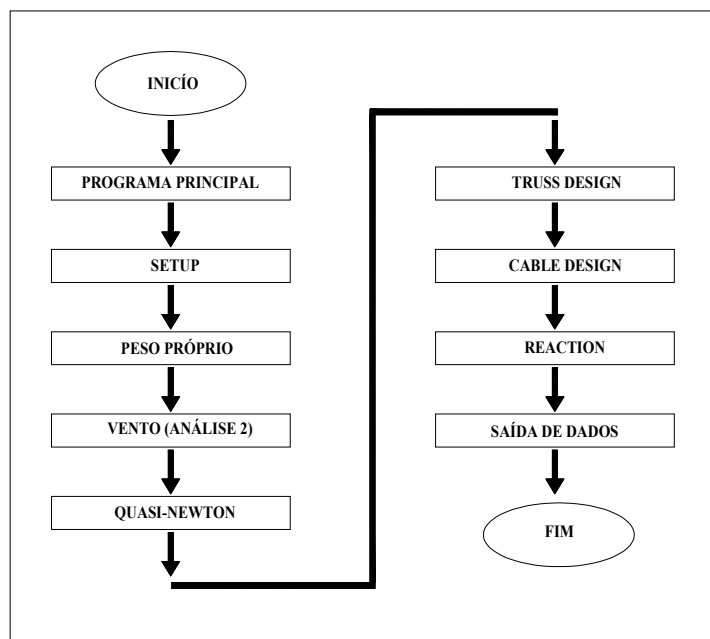 INICÍO
PROGRAMA PRINCIPAL
SETUP
PESO PRÓPRIO
VENTO (ANÁLISE 2)
QUASI-NEWTON
TRUSS DESIGN
CABLE DESIGN
REACTION
SAÍDA DE DADOS
FIM